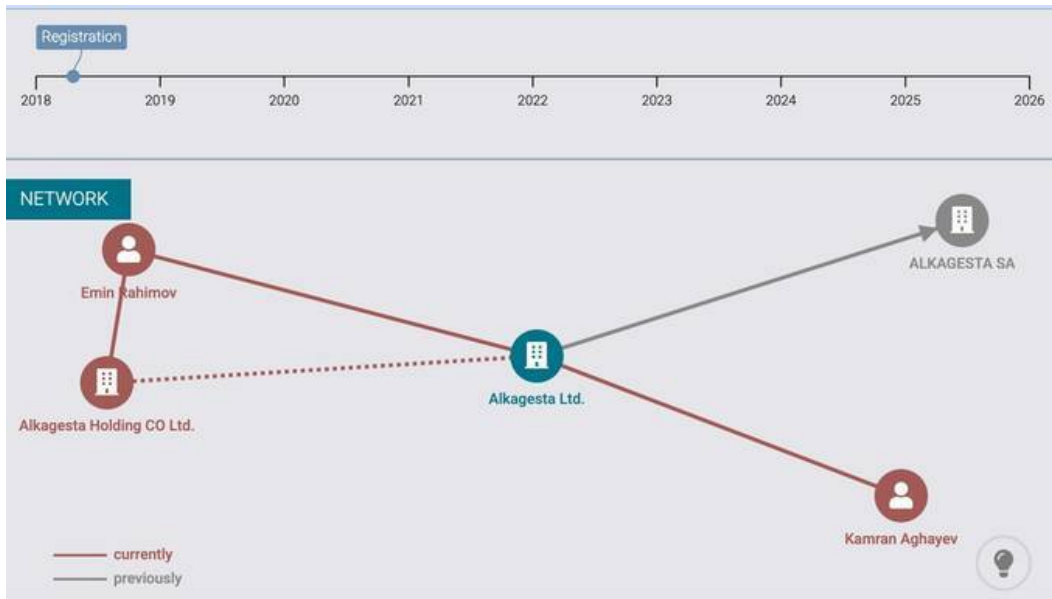 Registration
2018 2019 2020 2021 2022 2023 2024 2025 2026
NETWORK
ALKAGESTA SA
Emin Rahimov
Alkagesta Ltd.
Alkagesta Holding CO Ltd.
Kamran Aghayev
currently
previously